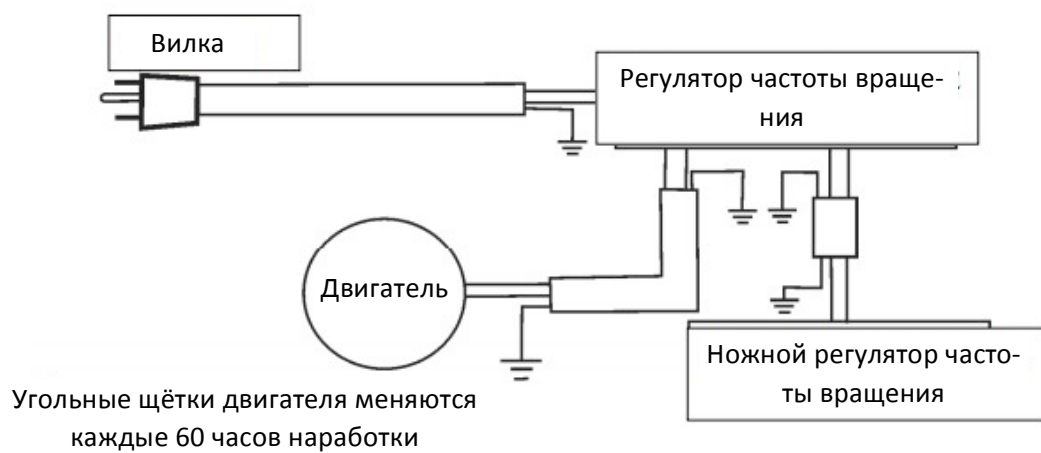 Вилка
Регулятор частоты враще-
ния
Двигатель
Ножной регулятор часто-
ты вращения
Угольные щётки двигателя меняются
каждые 60 часов наработки